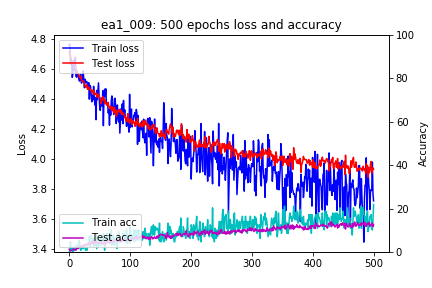 ea1_009: 500 epochs loss and accuracy
Train loss
Test loss
Train acc
Test acc
Loss
4.8
4.6
4.4
4.2
4.0
3.8
3.6
3.4
Accuracy
100
80
60
40
20
0
0
100
200
300
400
500